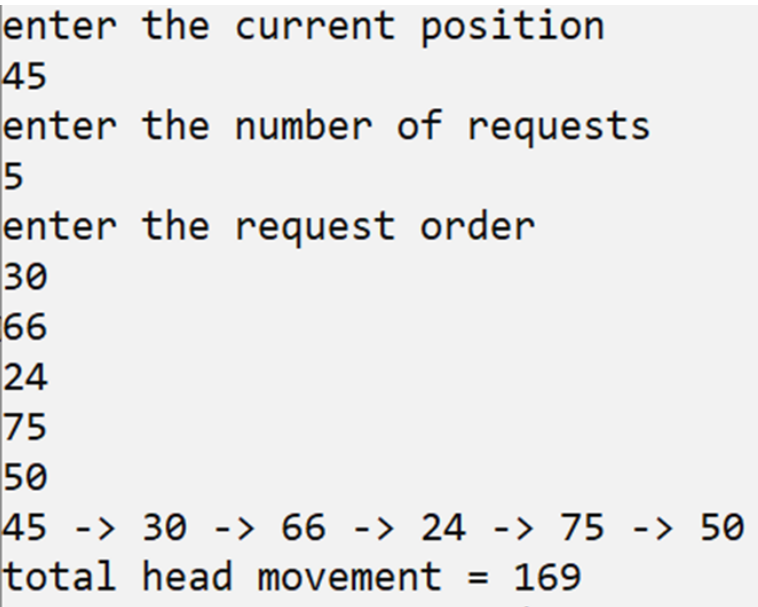 enter the current position
45
enter the number of requests
5
enter the request order
30
66
24
75
50
45 -> 30 -> 66 -> 24 -> 75 -> 50
total head movement = 169